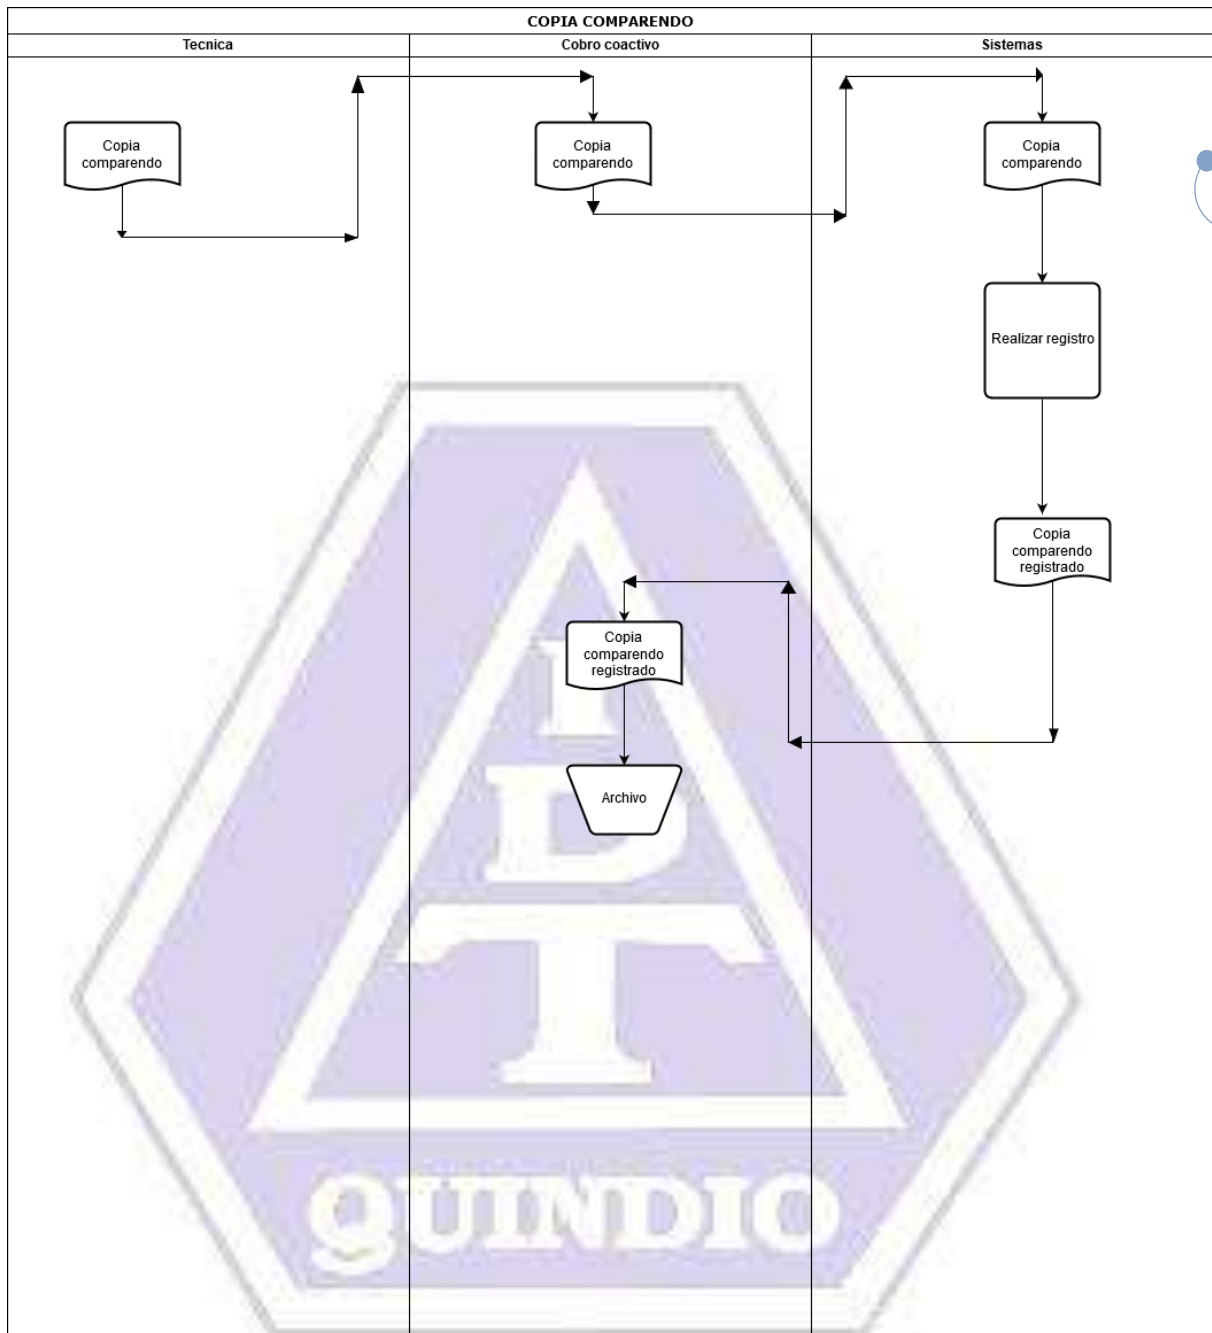 COPIA COMPARENDO
Tecnica
Cobro coactivo
Sistemas
Copia
comparendo
Copia
comparendo
Copia
comparendo
Realizar registro
Copia
comparendo
registrado
Copia
comparendo
registrado
Archivo
I
D
T
QUINDIO